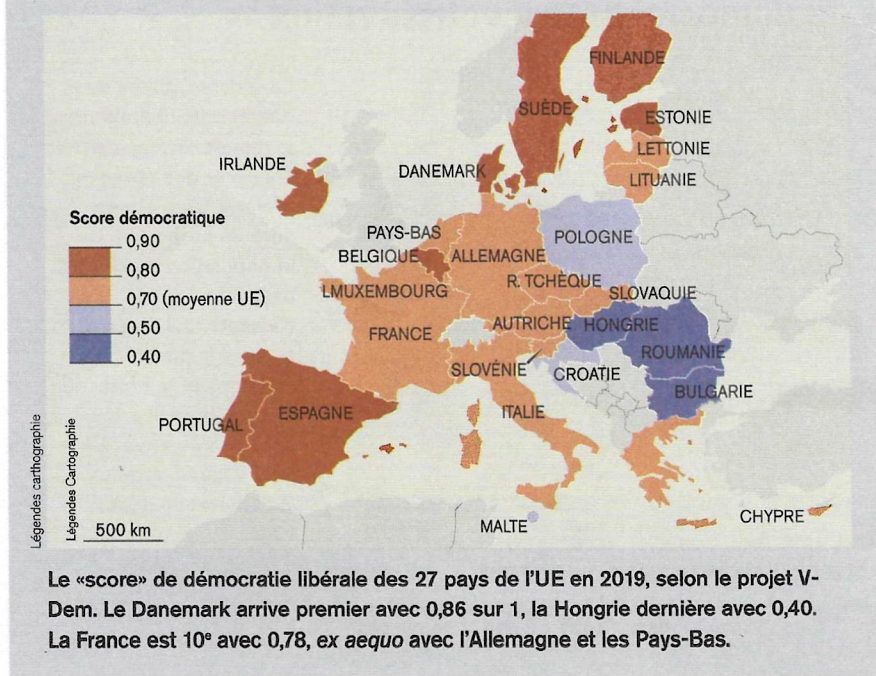 FINLANDE
SUÈDE
ESTONIE
LETTONIE
IRLANDE
DANEMARK
LITUANIE
Score démocratique
0,90
PAYS-BAS
POLOGNE
BELGIQUE
ALLEMAGNE
0,80
R. TCHÈQUE
LMUXEMBOURG
SLOVAQUIE
0,70 (moyenne UE)
AUTRICHE
HONGRIE
0,50
FRANCE
ROUMANIE
0,40
SLOVÉNIE
CROATIE
BULGARIE
PORTUGAL
ESPAGNE
ITALIE
Légendes carthographie
Légendes Cartographie
500 km
MALTE
CHYPRE
Le «score» de démocratie libérale des 27 pays de l'UE en 2019, selon le projet V-
Dem. Le Danemark arrive premier avec 0,86 sur 1, la Hongrie dernière avec 0,40.
La France est 10e avec 0,78, ex aequo avec l'Allemagne et les Pays-Bas.